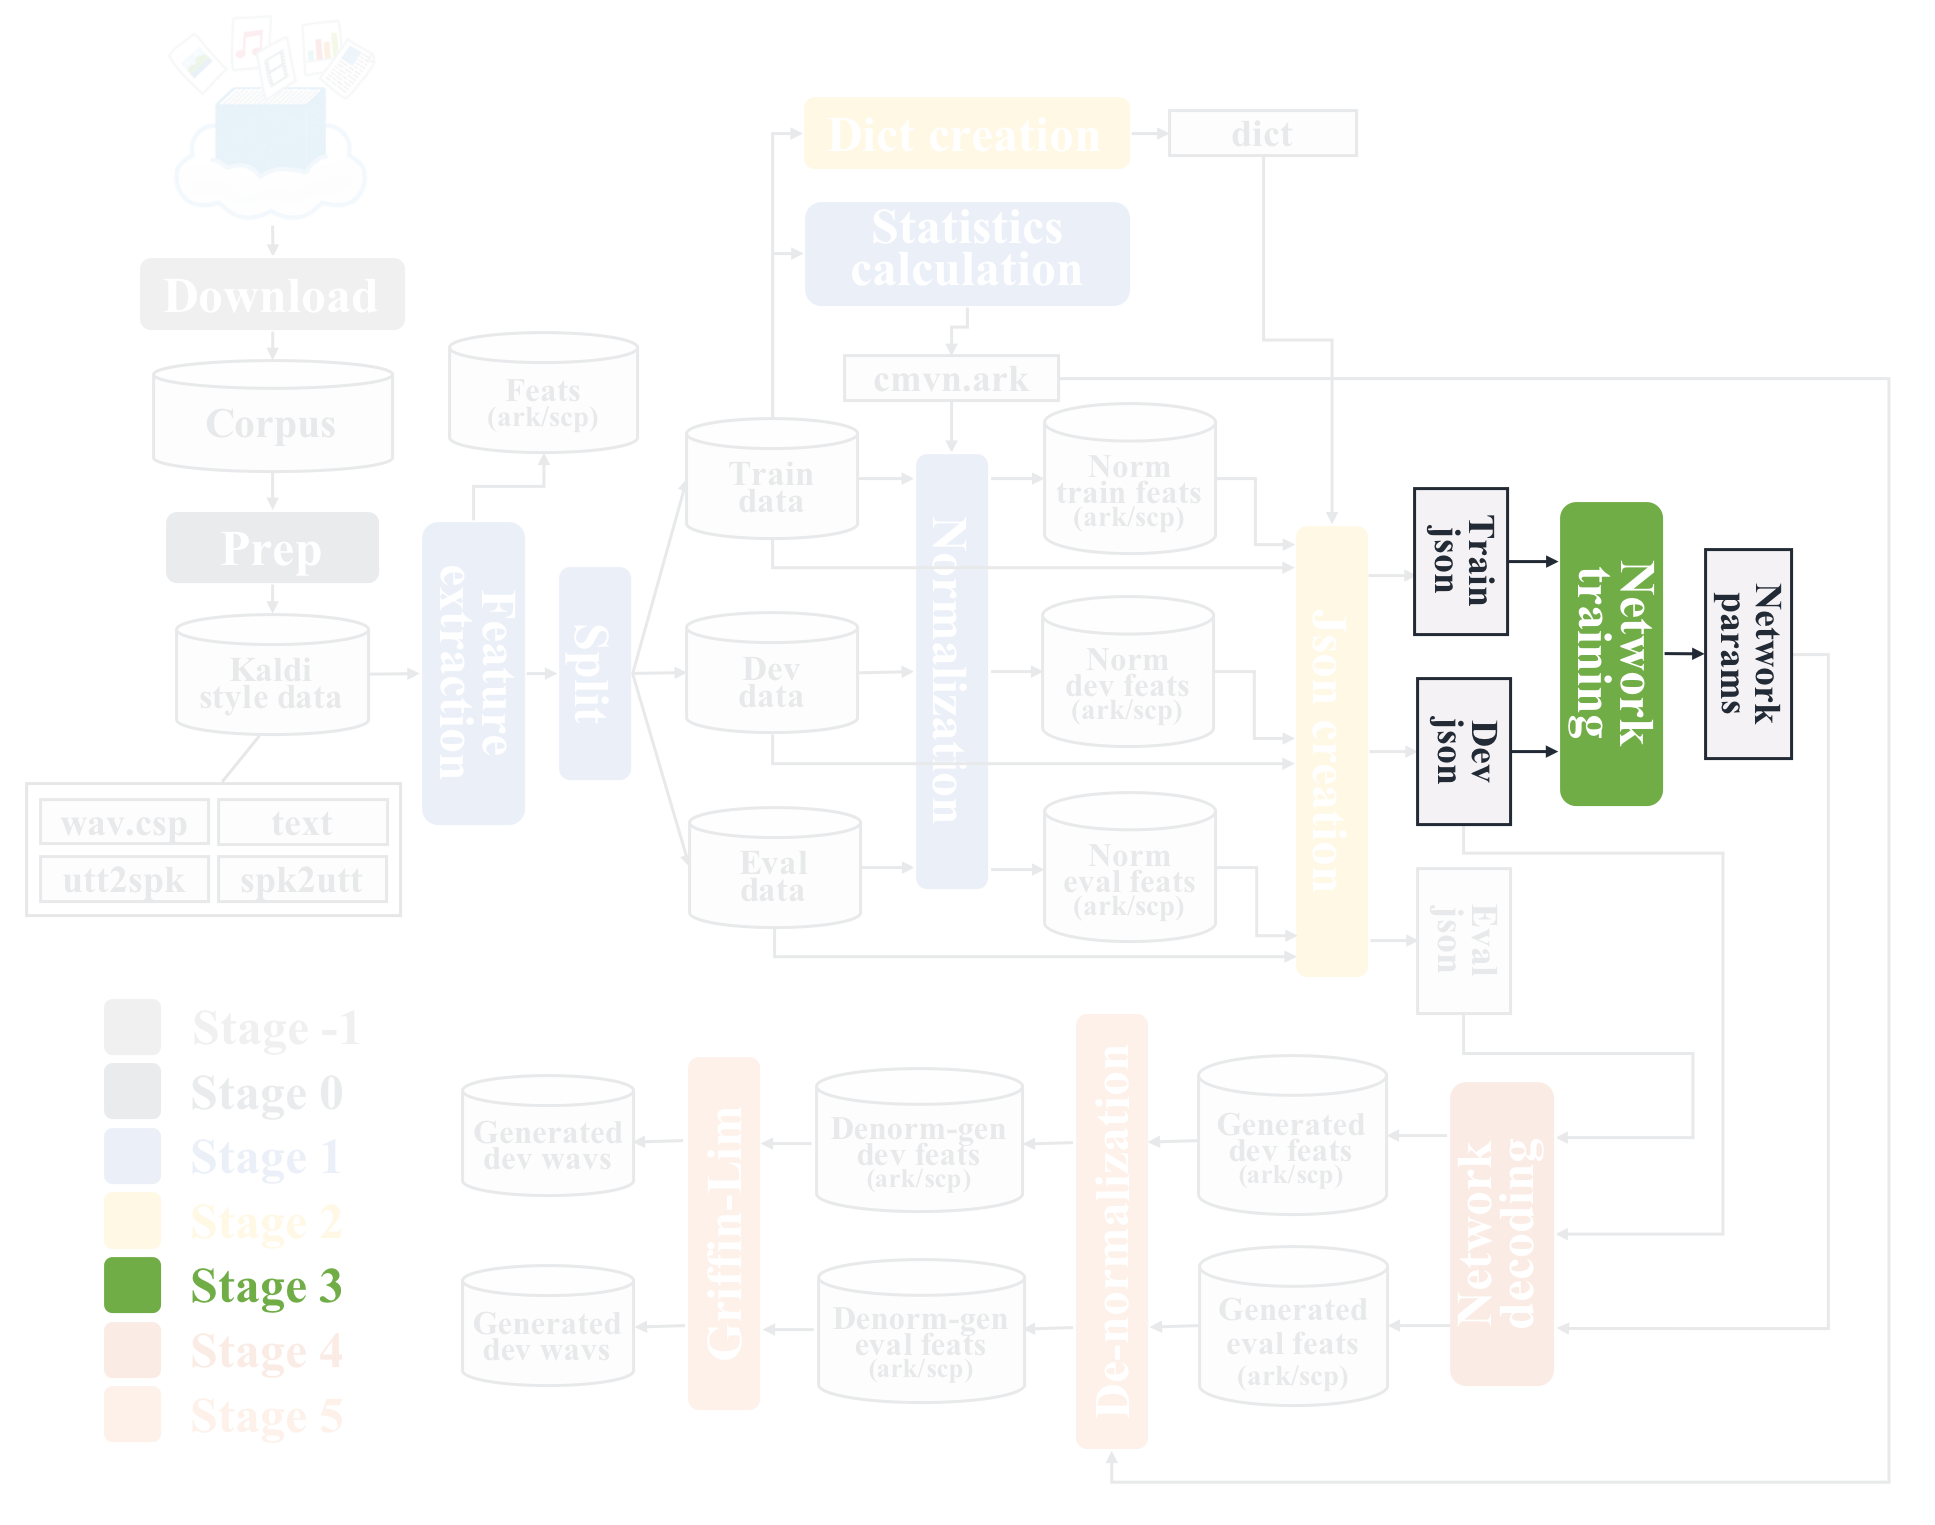 Dict creation
dict
Statistics
calculation
Download
cmvn.ark
Feats
(ark/scp)
Corpus
Train
data
Norm
train feats
(ark/scp)
Prep
Feature
extraction
Split
Normalization
Json creation
Train
json
Network
training
Network
params
Kaldi
style data
Dev
data
Norm
dev feats
(ark/scp)
Dev
json
wav.csp
text
utt2spk
spk2utt
Eval
data
Norm
eval feats
(ark/scp)
Eval
json
Stage -1
Stage 0
Stage 1
Stage 2
Stage 3
Stage 4
Stage 5
Generated
dev wavs
Griffin-Lim
Denorm-gen
dev feats
(ark/scp)
De-normalization
Generated
dev feats
(ark/scp)
Network
decoding
Generated
dev wavs
Denorm-gen
eval feats
(ark/scp)
Generated
eval feats
(ark/scp)